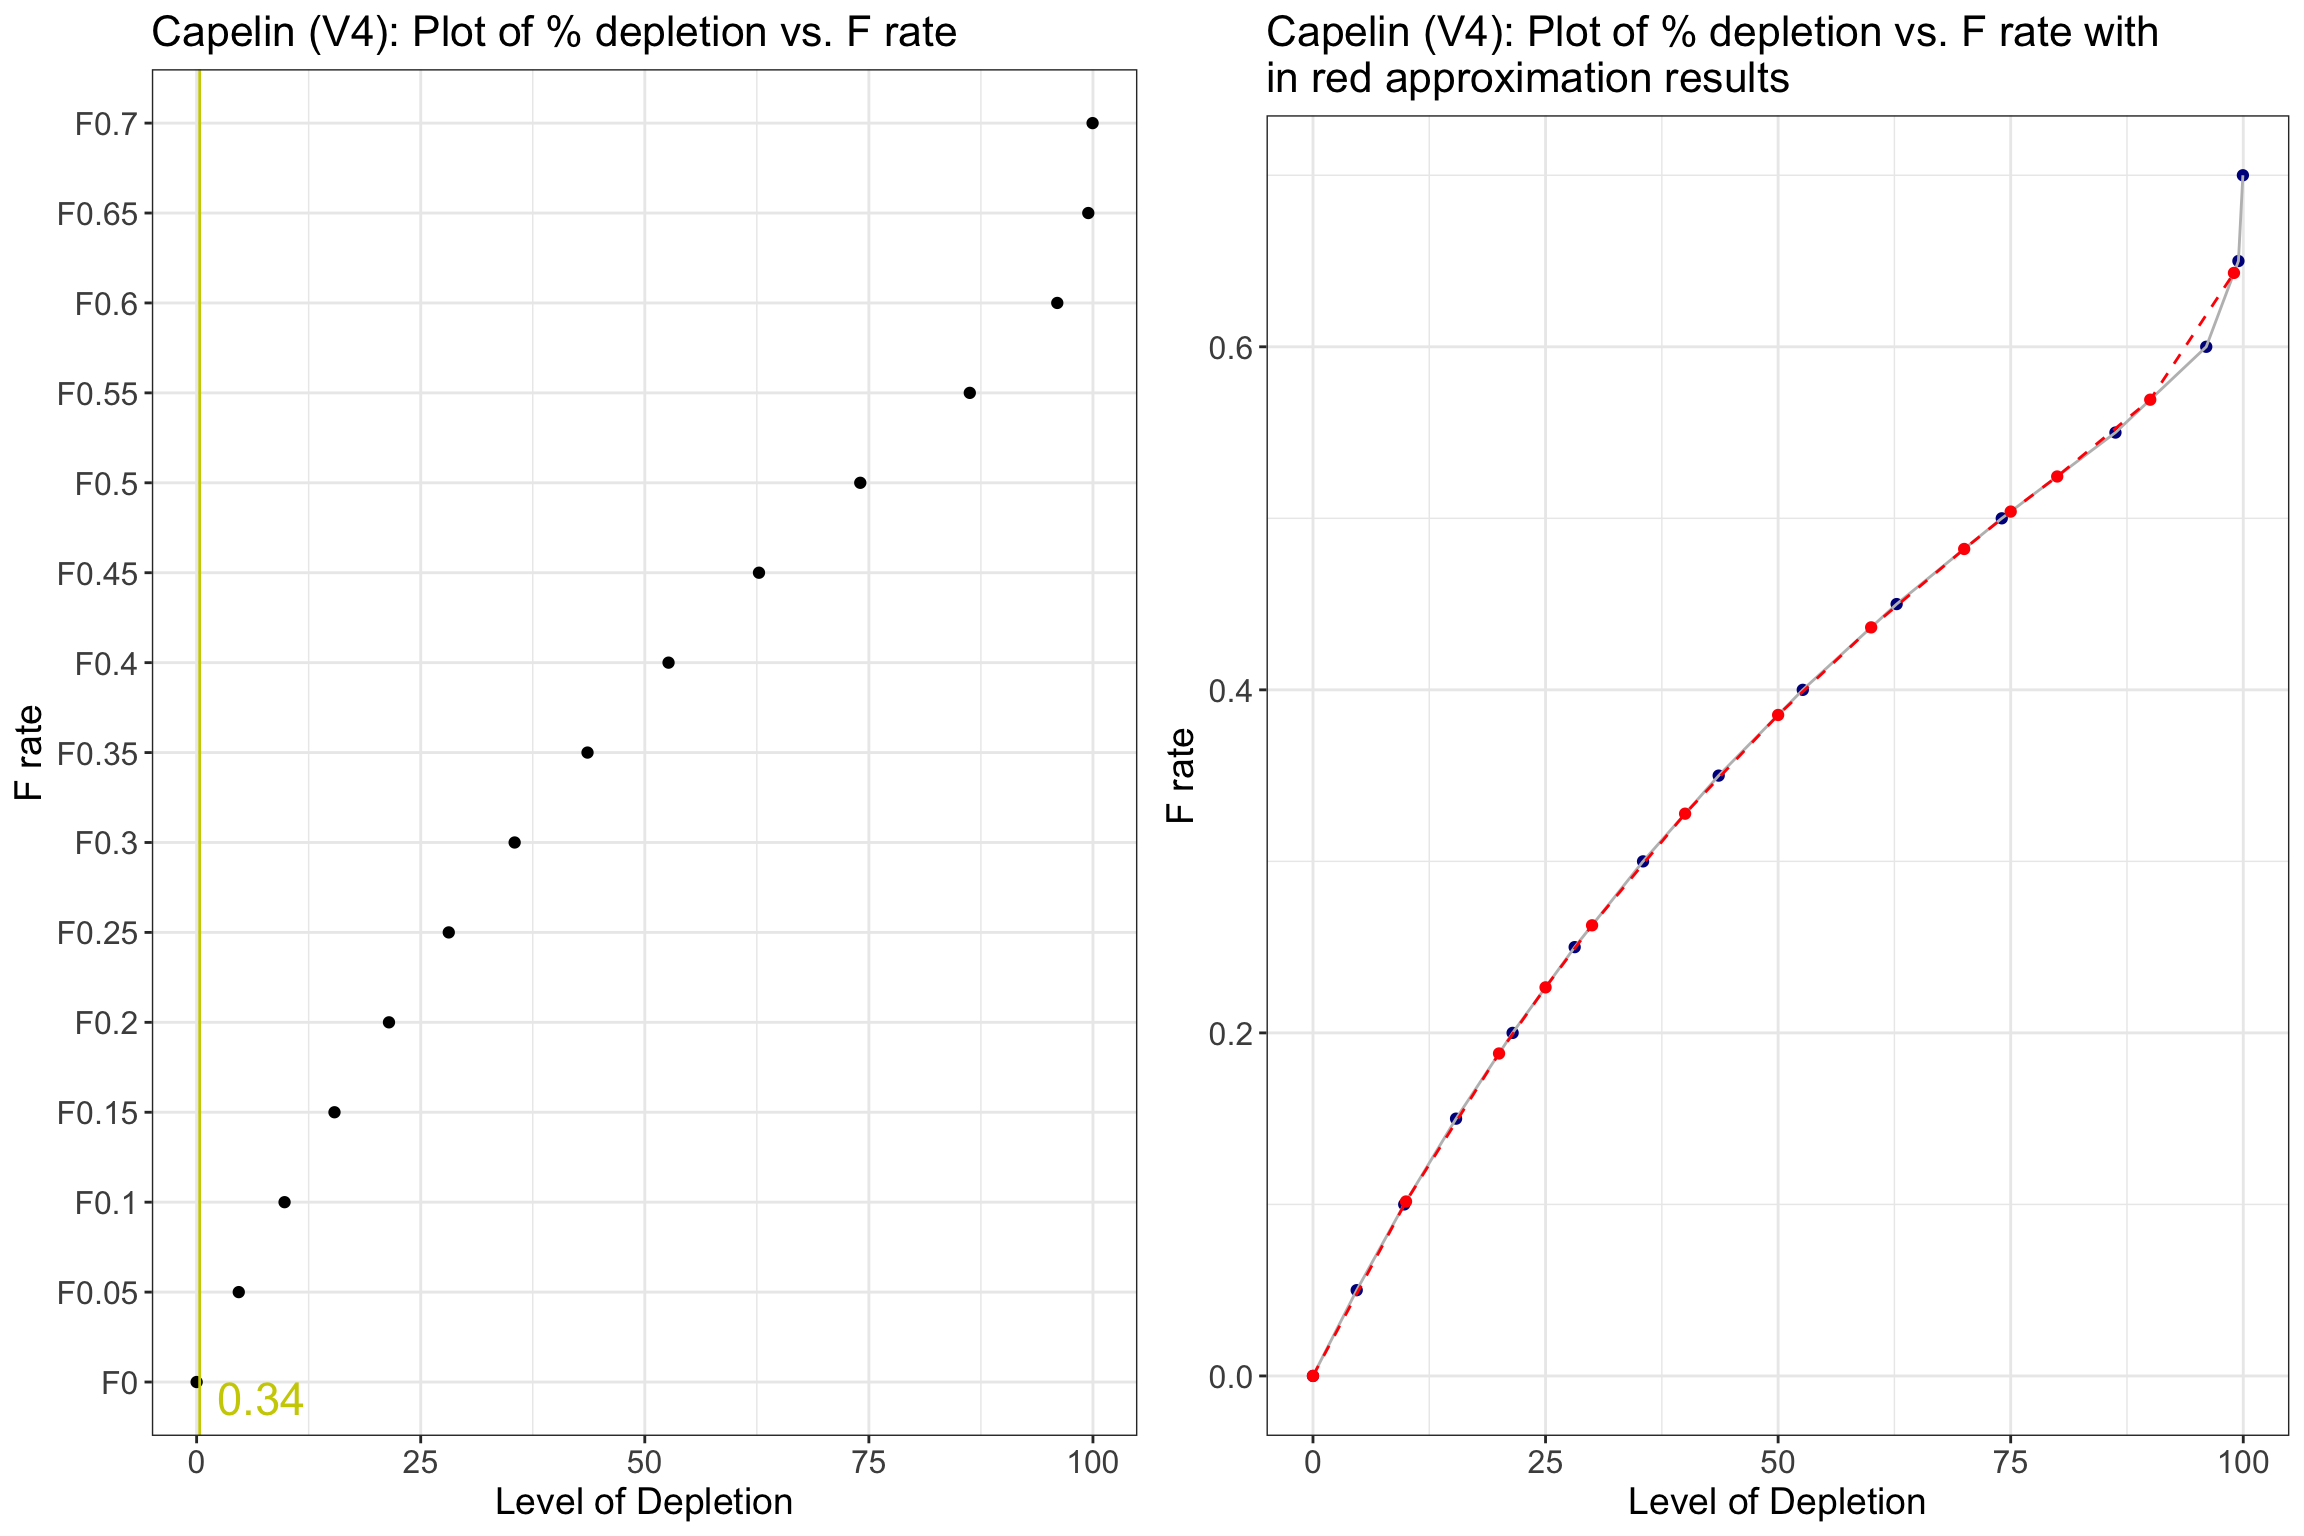 Capelin (V4): Plot of % depletion vs. F rate
F rate
F0.7
F0.65
F0.6
F0.55
F0.5
F0.45
F0.4
F0.35
F0.3
F0.25
F0.2
F0.15
F0.1
F0.05
F0
0.34
0
25
50
75
100
Level of Depletion
Capelin (V4): Plot of % depletion vs. F rate with
in red approximation results
F rate
0.6
0.4
0.2
0.0
0
25
50
75
100
Level of Depletion